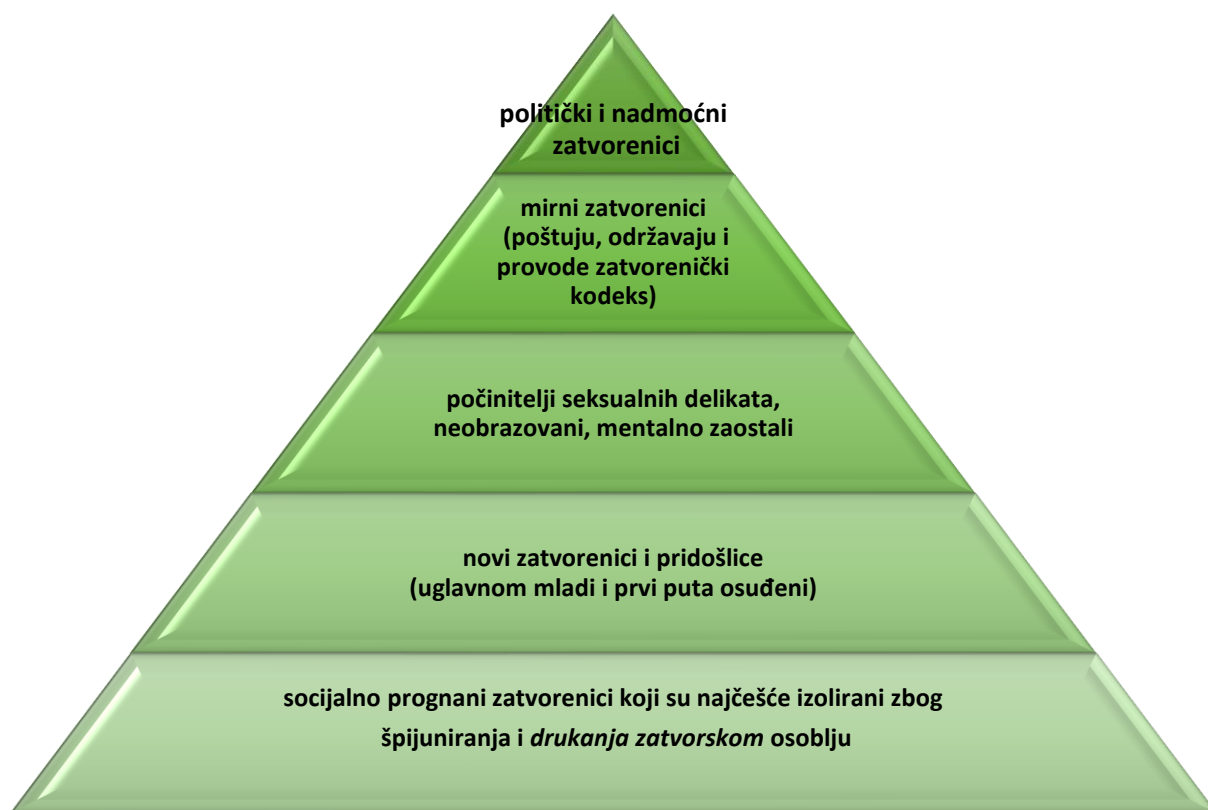 politički i nadmoćni
zatvorenici
mirni zatvorenici
(poštuju, održavaju i
provode zatvorenički
kodeks)
počinitelji seksualnih delikata,
neobrazovani, mentalno zaostali
novi zatvorenici i pridošlice
(uglavnom mladi i prvi puta osuđeni)
socijalno prognani zatvorenici koji su najčešće izolirani zbog
špijuniranja i drukanja zatvorskom osoblju